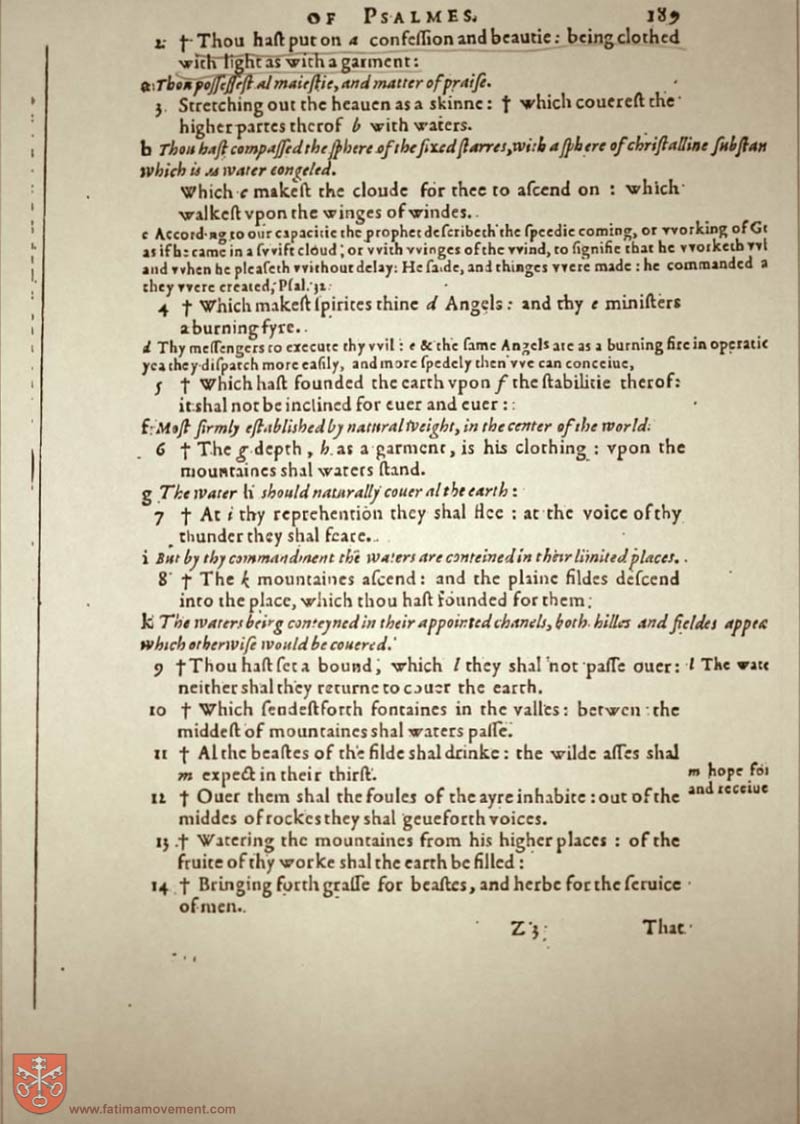 OF PSALMES. 189
2. † Thou haſt put on a confeſſion and beautie: being clothed
with light as with a garment:
a: Thou poſſeſſeſt al maieſtie, and matter of praiſe.
3. Stretching out the heauen as a skinne: † which couereſt the
higher partes therof b with waters.
b Thou haſt compaſſed the ſphere of the fixed ſtarres, with a ſphere of chriſtalline ſubſtan
which is as water congeled.
Which c makeſt the cloude for thee to aſcend on : which
walkeſt vpon the winges of windes.
c According to our capacitie the prophet deſcribeth the ſpeedie coming, or vvorking of
as if he came in a ſvvift cloud; or vvith vvinges of the vvind, to ſignifie that he vvorketh
and vvhen he pleaſeth vvithout delay: He ſaide, and thinges vvere made : he commanded a
they vvere created, Pſal. 32.
4 † Which makeſt ſpirites thine d Angels: and thy e miniſters
a burning fyre.
d Thy meſſengers to execute thy vvil : e & the ſame Angels are as a burning fire in operatio
yea they diſpatch more eaſily, and more ſpedely then vve can conceiue,
5 † Which haſt founded the earth vpon f the ſtabilitie therof:
it shal not be inclined for euer and euer:
f: Moſt firmly eſtablished by natural weight, in the center of the world.
6 † The g depth, h as a garment, is his clothing : vpon the
mountaines shal waters ſtand.
g The water h should naturally couer al the earth :
7 † At i thy reprehention they shal flee : at the voice of thy
thunder they shal feare.
i But by thy commandment the waters are conteined in their limited places.
8 † The k mountaines aſcend: and the plaine fildes deſcend
into the place, which thou haſt founded for them:
k The waters being conteyned in their appointed chanels, both hilles and fieldes appea
which otherwiſe would be couered.
9 † Thou haſt ſet a bound, which l they shal not paſſe ouer: l The wate
neither shal they returne to couer the earth.
10 † Which ſendeſt forth fontaines in the valles: betwen the
middeſt of mountaines shal waters paſſe.
11 † Al the beaſtes of the filde shal drinke: the wilde aſſes shal
m expect in their thirſt. m hope for
12 † Ouer them shal the foules of the ayre inhabite: out of the and receiue
middes of rockes they shal geue forth voices.
13 † Watering the mountaines from his higher places : of the
fruite of thy worke shal the earth be filled :
14 † Bringing forth graſſe for beaſtes, and herbe for the ſeruice
of men.
Z 3 That
www.fatimamovement.com